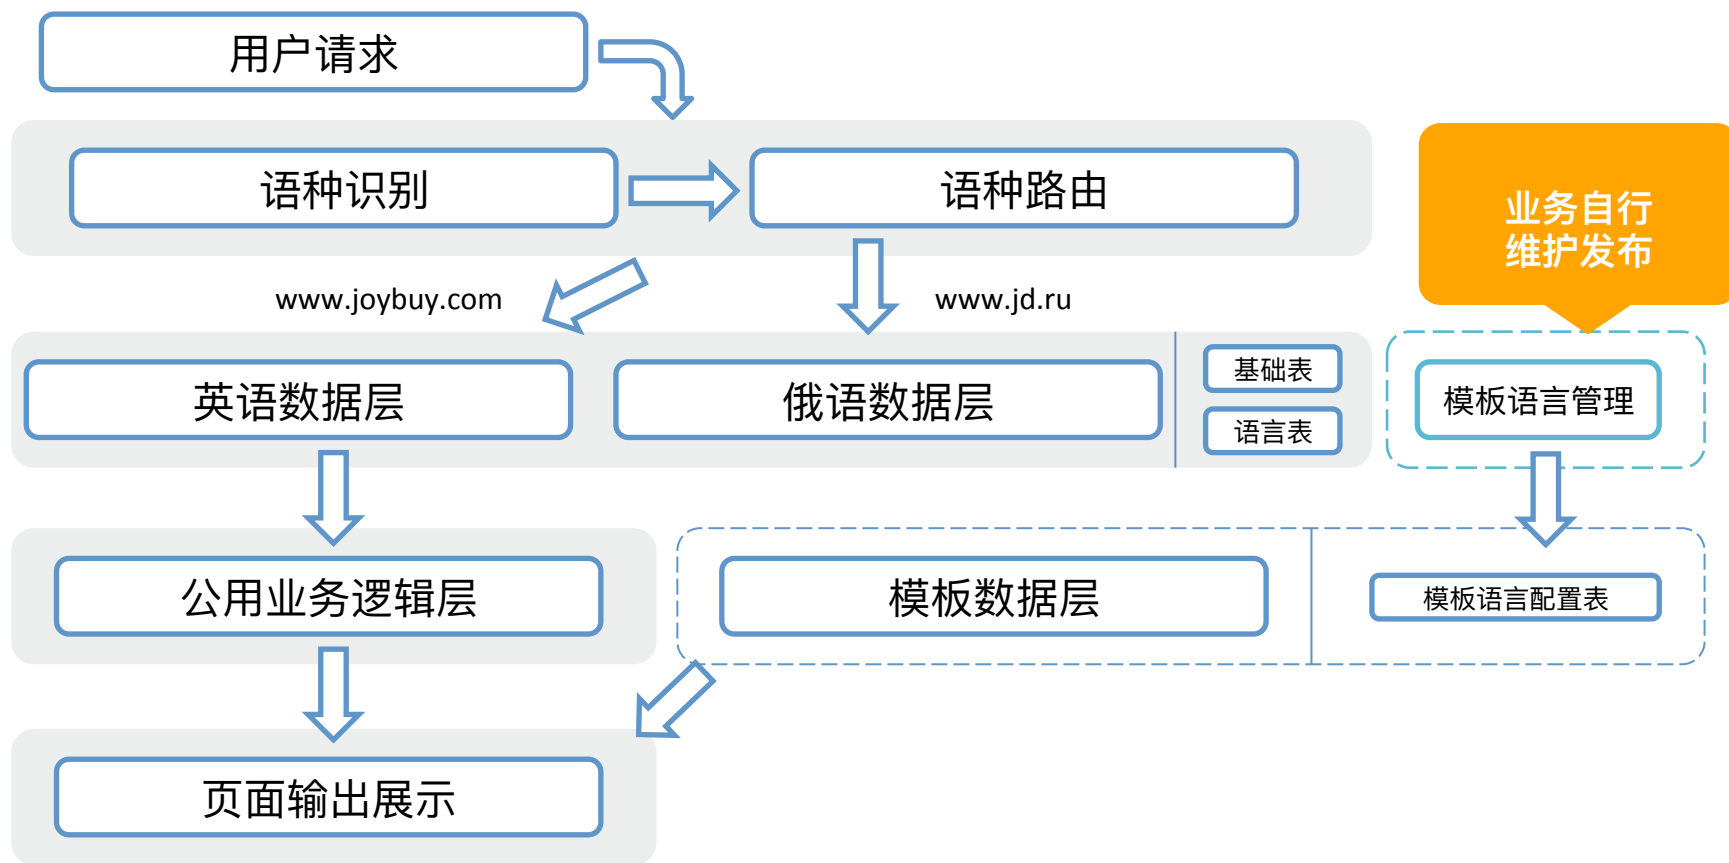 用户请求
语种识别
语种路由
业务自行
维护发布
www.joybuy.com
www.jd.ru
英语数据层
俄语数据层
基础表
语言表
模板语言管理
公用业务逻辑层
模板数据层
模板语言配置表
页面输出展示